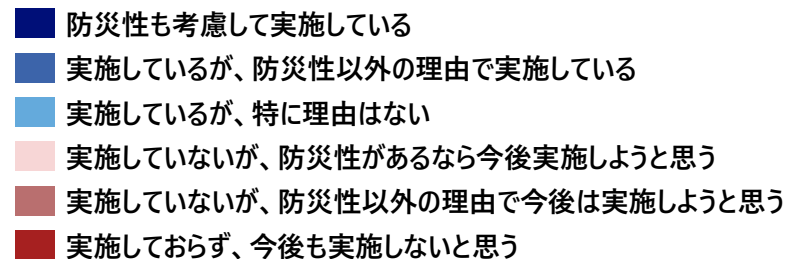 防災性も考慮して実施している
実施しているが、防災性以外の理由で実施している
実施しているが、特に理由はない
実施していないが、防災性があるなら今後実施しようと思う
実施していないが、防災性以外の理由で今後は実施しようと思う
実施しておらず、今後も実施しないと思う